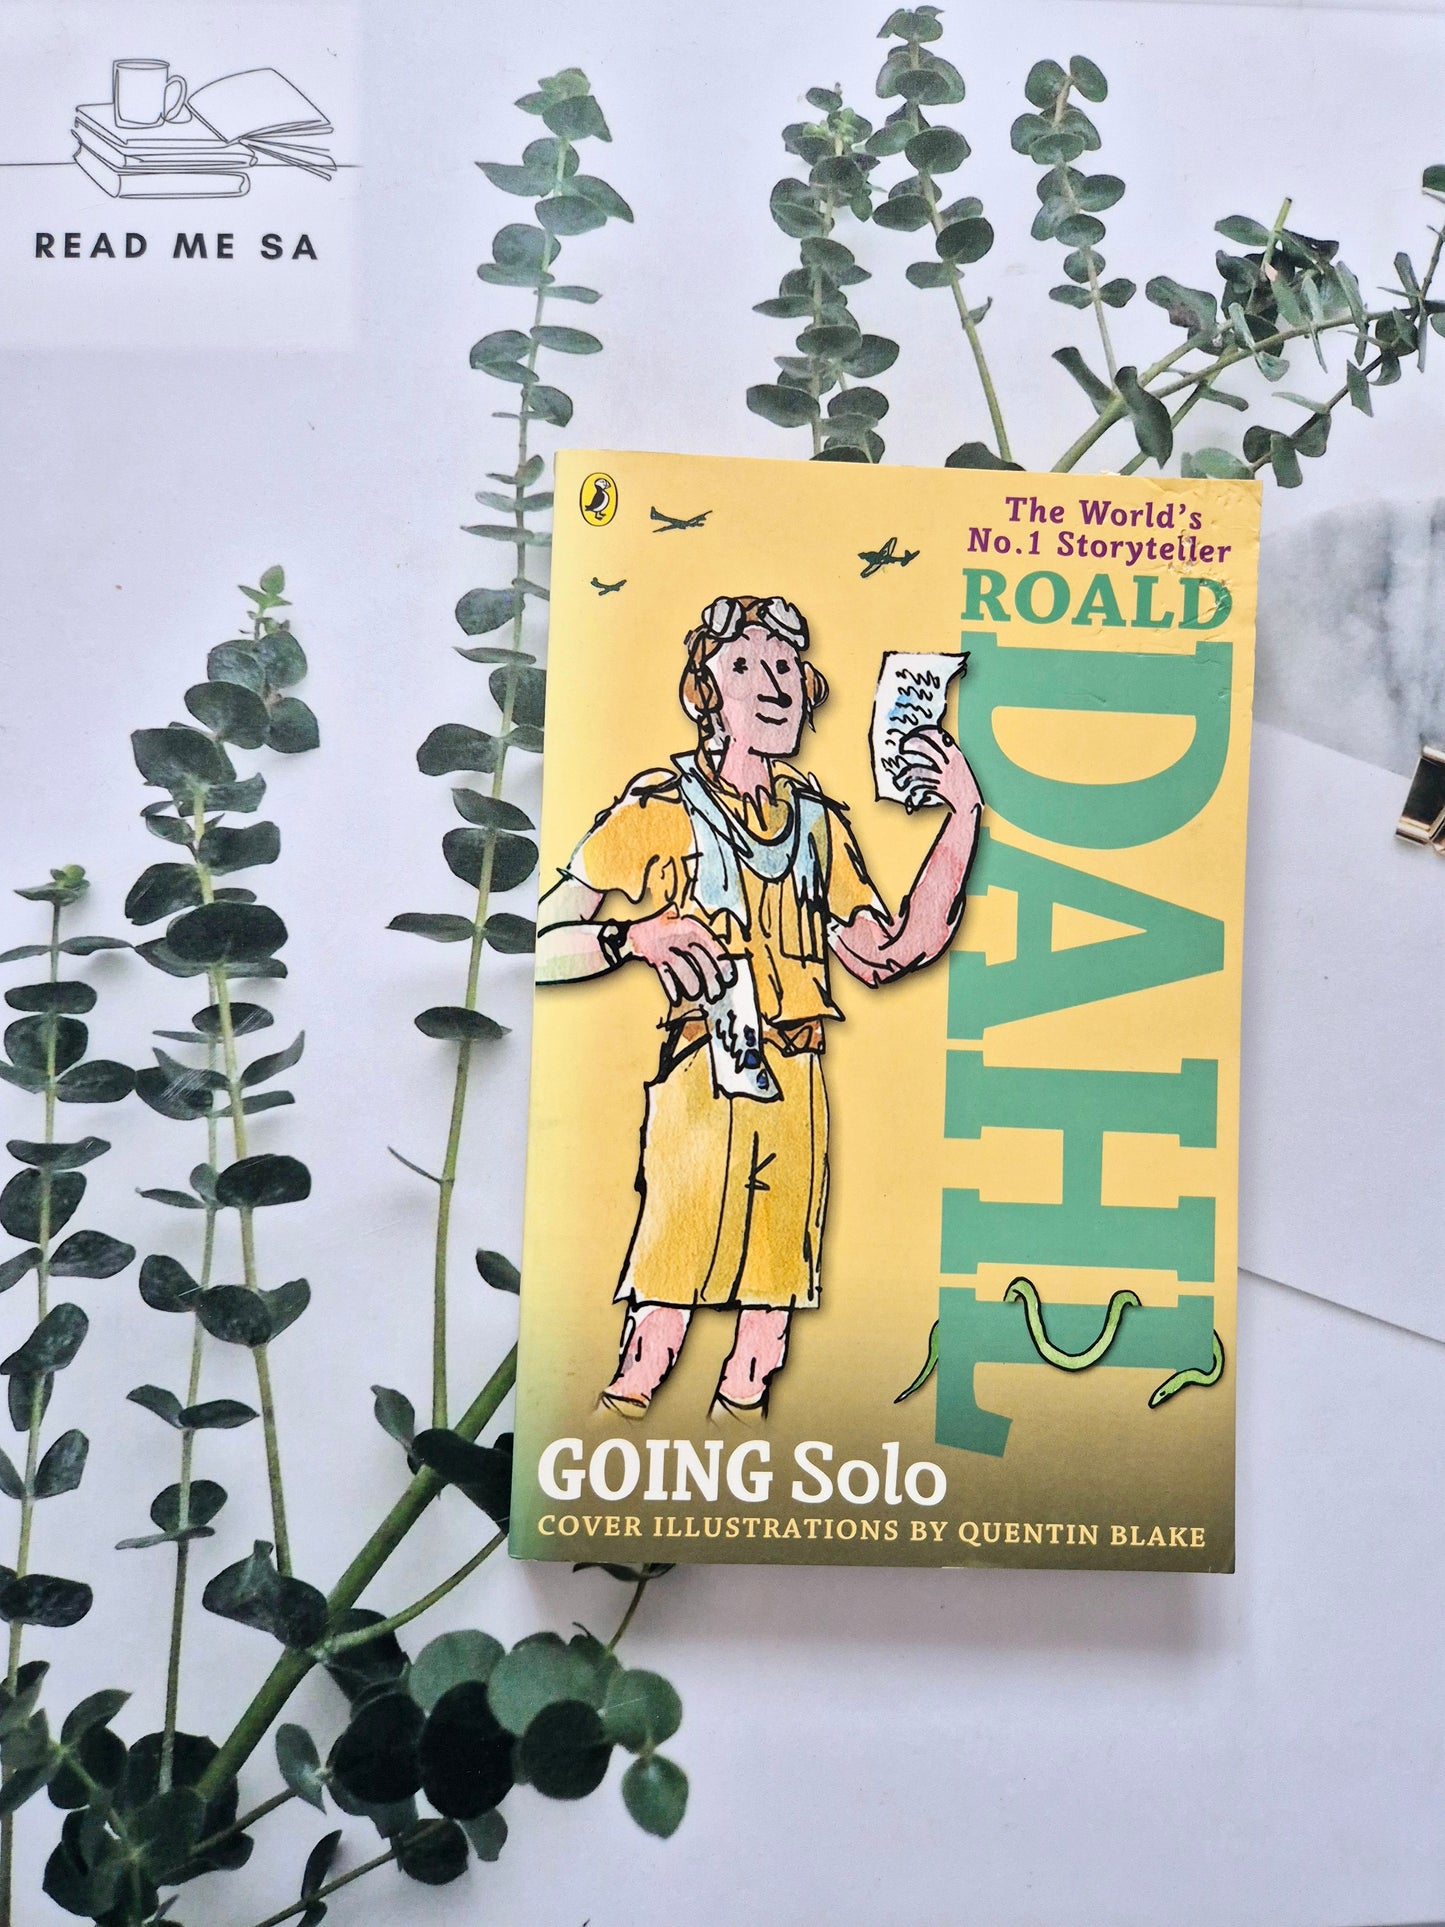 READ ME SA
The World's
No.1 Storyteller
ROALD
DAHL
GOING Solo
COVER ILLUSTRATIONS BY QUENTIN BLAKE